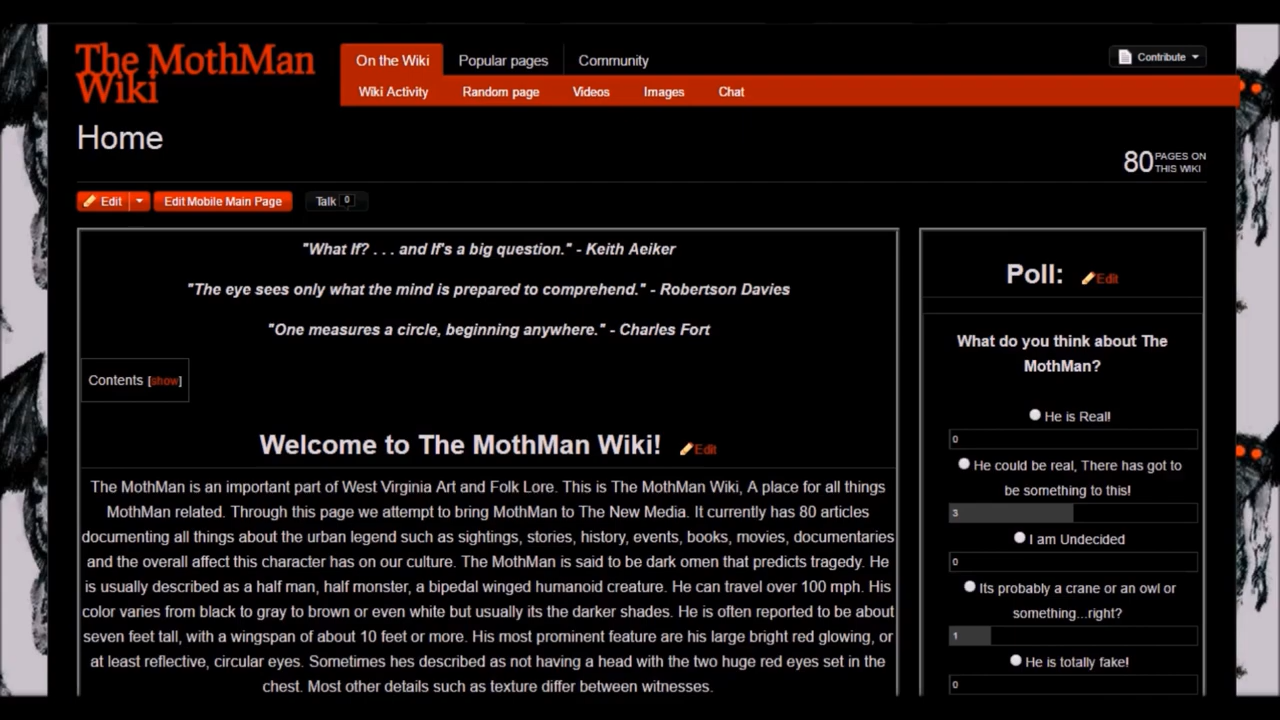 The MothMan
Wiki
On the Wiki
Popular pages
Community
Contribute
Wiki Activity
Random page
Videos
Images
Chat
Home
80 PAGES ON
THIS WIKI
Edit
Edit Mobile Main Page
Talk 0
"What If? . . . and If's a big question." - Keith Aeiker
"The eye sees only what the mind is prepared to comprehend." - Robertson Davies
"One measures a circle, beginning anywhere." - Charles Fort
Contents [show]
Welcome to The MothMan Wiki! Edit
The MothMan is an important part of West Virginia Art and Folk Lore. This is The MothMan Wiki, A place for all things
MothMan related. Through this page we attempt to bring MothMan to The New Media. It currently has 80 articles
documenting all things about the urban legend such as sightings, stories, history, events, books, movies, documentaries
and the overall affect this character has on our culture. The MothMan is said to be dark omen that predicts tragedy. He
is usually described as a half man, half monster, a bipedal winged humanoid creature. He can travel over 100 mph. His
color varies from black to gray to brown or even white but usually its the darker shades. He is often reported to be about
seven feet tall, with a wingspan of about 10 feet or more. His most prominent feature are his large bright red glowing, or
at least reflective, circular eyes. Sometimes hes described as not having a head with the two huge red eyes set in the
chest. Most other details such as texture differ between witnesses.
Poll: Edit
What do you think about The
MothMan?
He is Real!
0
He could be real, There has got to
be something to this!
3
I am Undecided
0
Its probably a crane or an owl or
something...right?
1
He is totally fake!
0